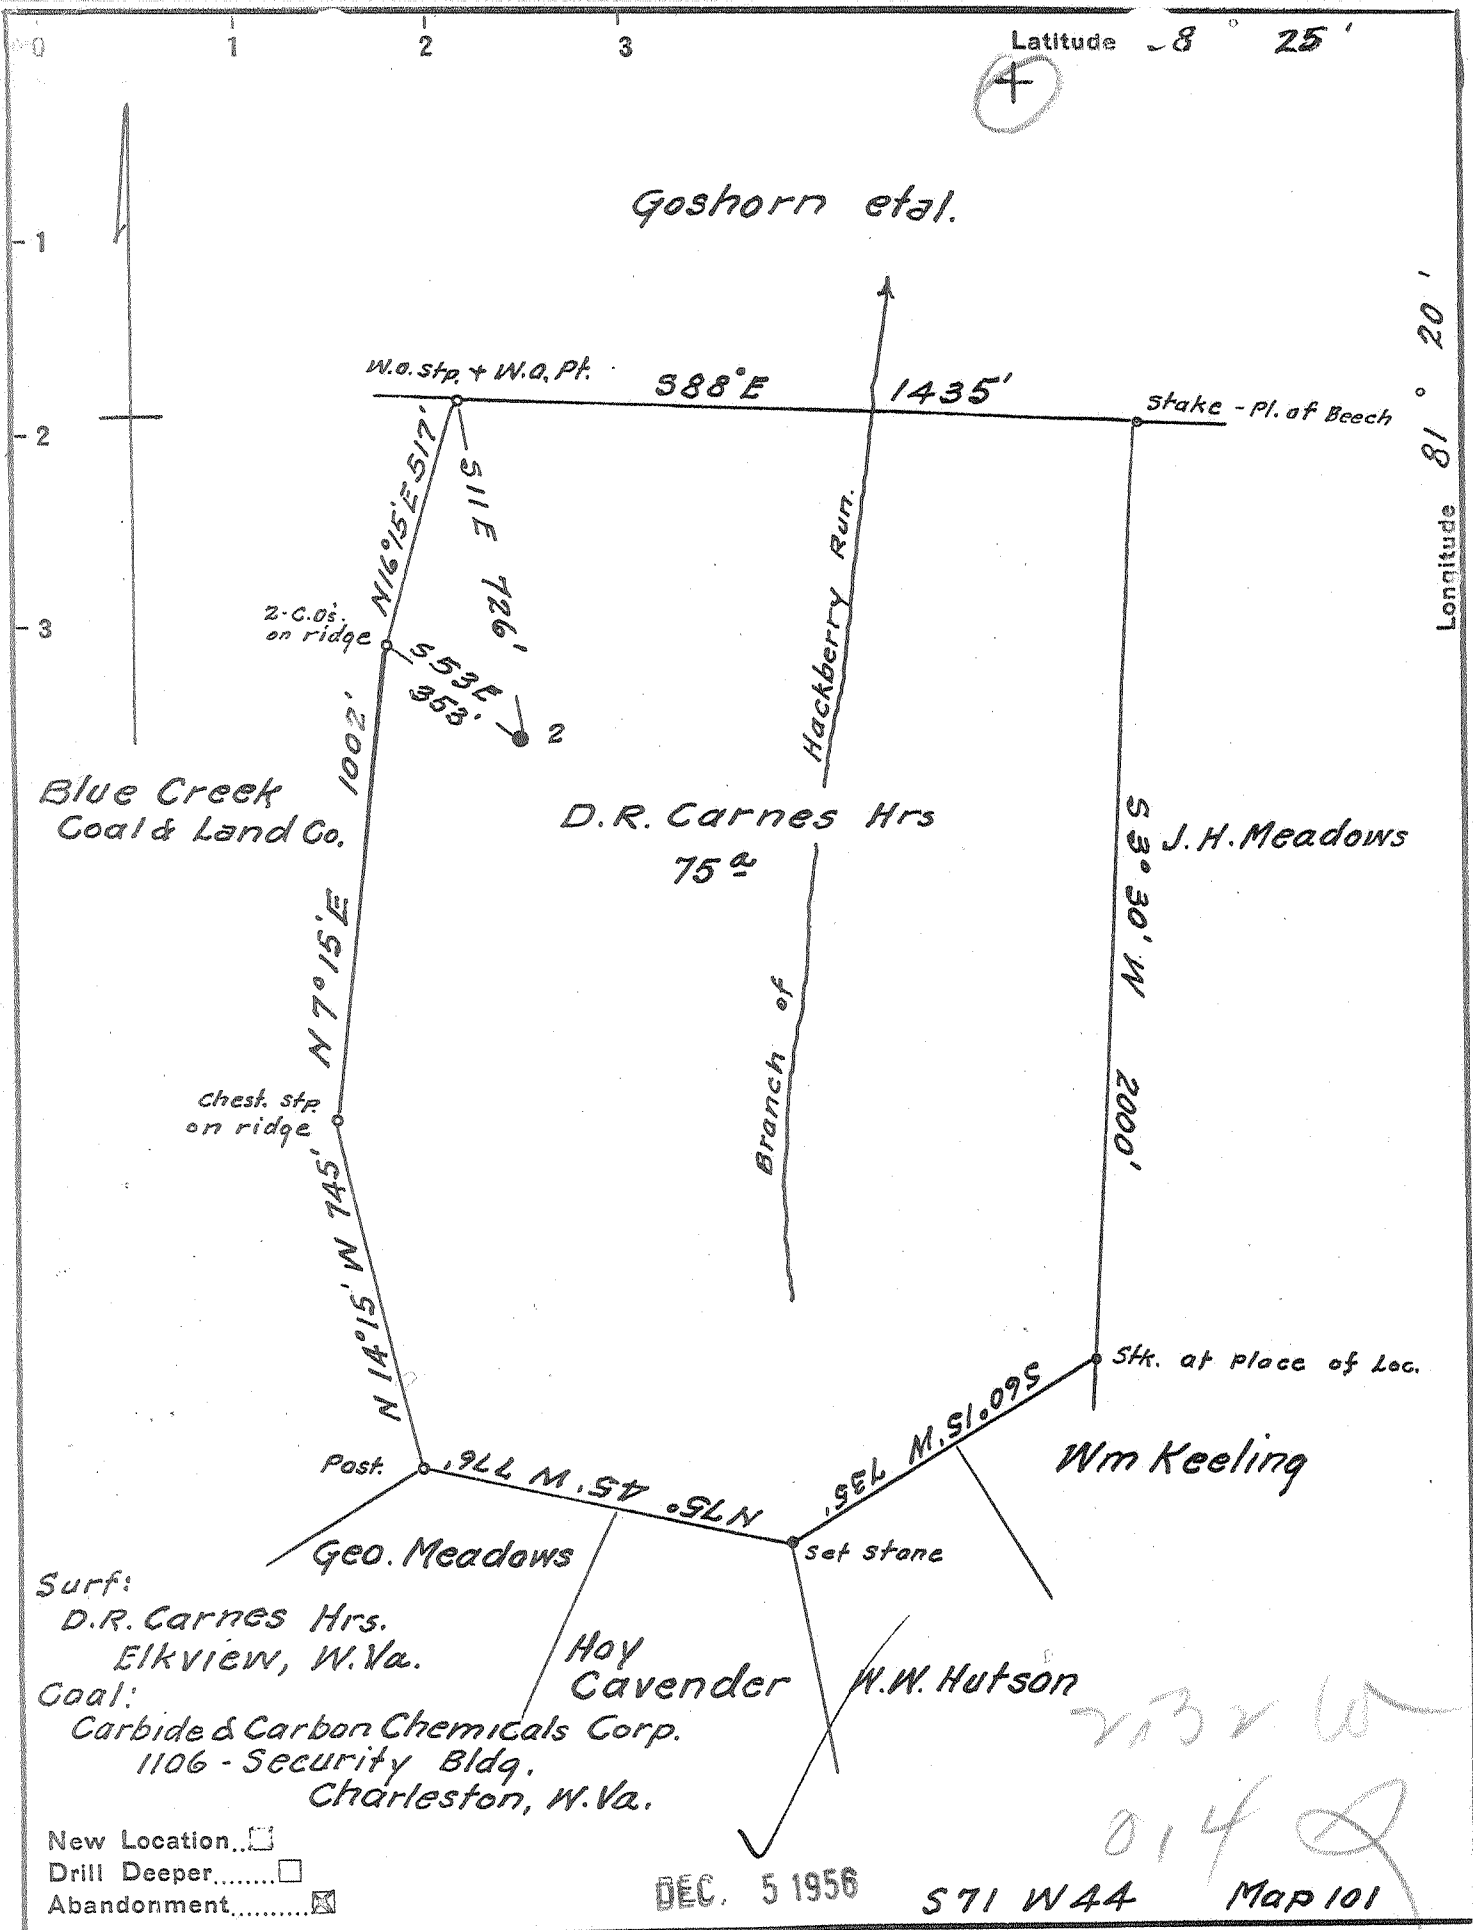 0 1 2 3
Latitude 8° 25'
Goshorn etal.
- 1
- 2
- 3
Longitude 81° 20'
W.O. Stp. + W.O. Pt.
S88°E 1435'
Stake - Pl. of Beech
N16°15'E 517'
S11E 726'
2-C.O's.
on ridge
S53E
353'
2
Branch of Hackberry Run.
1002'
N 7° 15' E
Blue Creek
Coal & Land Co.
D.R. Carnes Hrs
75 a
J.H. Meadows
S3° 30' W 2000'
Chest. Stp.
on ridge
N 14°15' W 745'
Stk. at place of Loc.
S60°15'W 735'
Wm Keeling
Post.
N75° 45' W 776'
Set stone
Geo. Meadows
Surf:
D.R. Carnes Hrs.
Elkview, W.Va.
Hoy
Cavender
W.W. Hutson
Coal:
Carbide & Carbon Chemicals Corp.
1106 - Security Bldg.
Charleston, W.Va.
New Location..
Drill Deeper........
Abandonment..........
DEC. 5 1956
S71 W44 Map 101